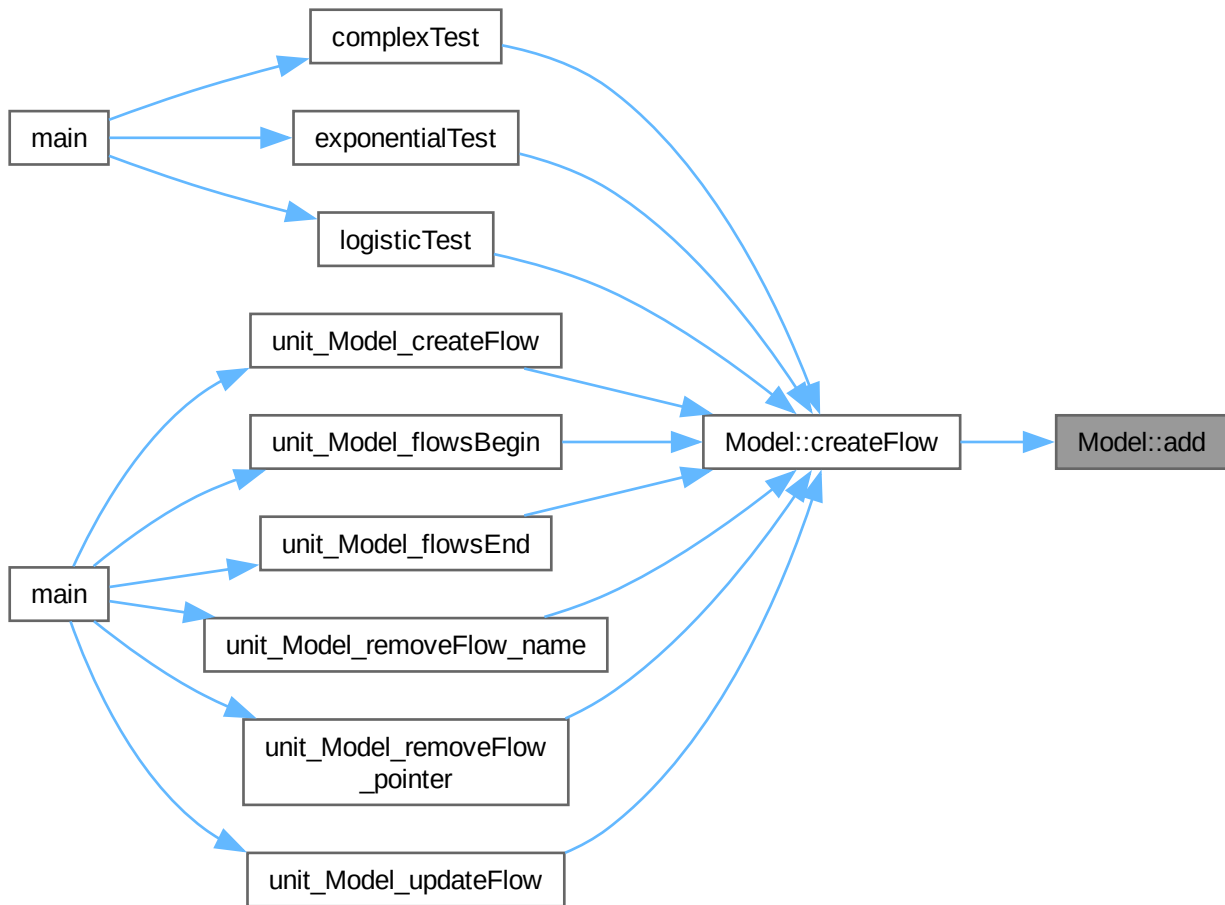 complexTest
main
exponentialTest
logisticTest
unit_Model_createFlow
unit_Model_flowsBegin
Model::createFlow
Model::add
unit_Model_flowsEnd
main
unit_Model_removeFlow_name
unit_Model_removeFlow
_pointer
unit_Model_updateFlow